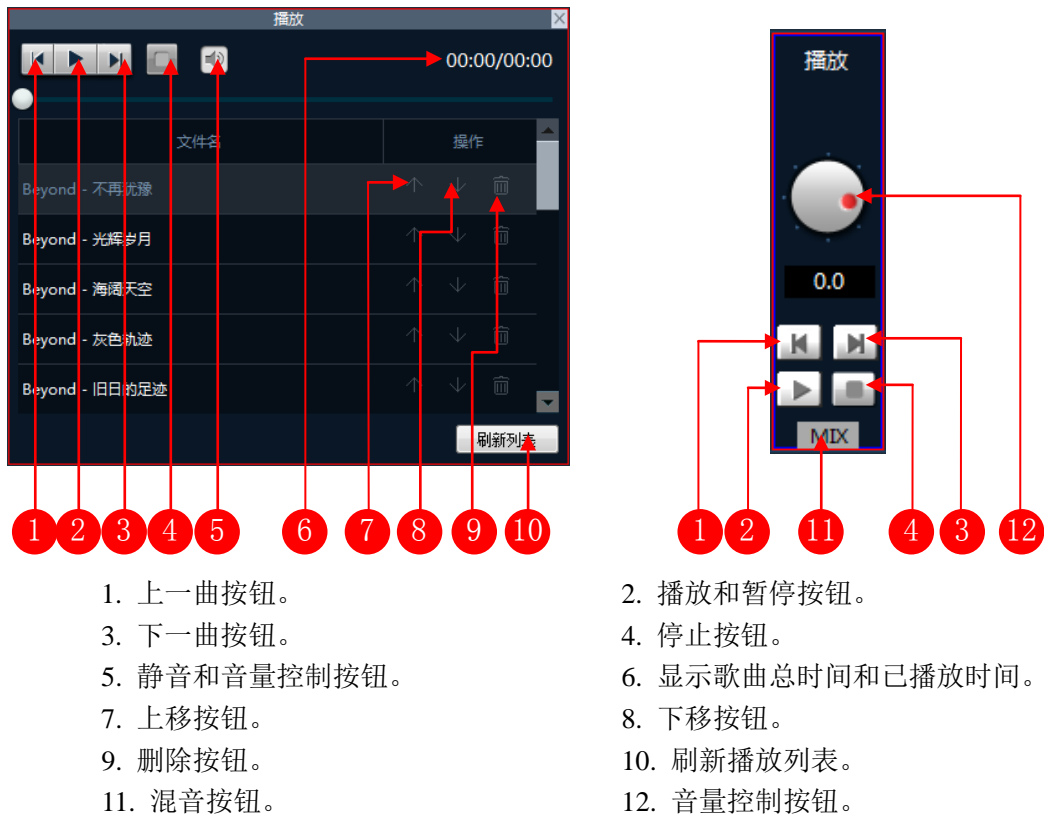 播放
00:00/00:00
文件名 操作
Beyond - 不再犹豫
Beyond - 光辉岁月
Beyond - 海阔天空
Beyond - 灰色轨迹
Beyond - 旧日的足迹
刷新列表
1 2 3 4 5 6 7 8 9 10
播放
0.0
MIX
1 2 11 4 3 12
1. 上一曲按钮。
2. 播放和暂停按钮。
3. 下一曲按钮。
4. 停止按钮。
5. 静音和音量控制按钮。
6. 显示歌曲总时间和已播放时间。
7. 上移按钮。
8. 下移按钮。
9. 删除按钮。
10. 刷新播放列表。
11. 混音按钮。
12. 音量控制按钮。